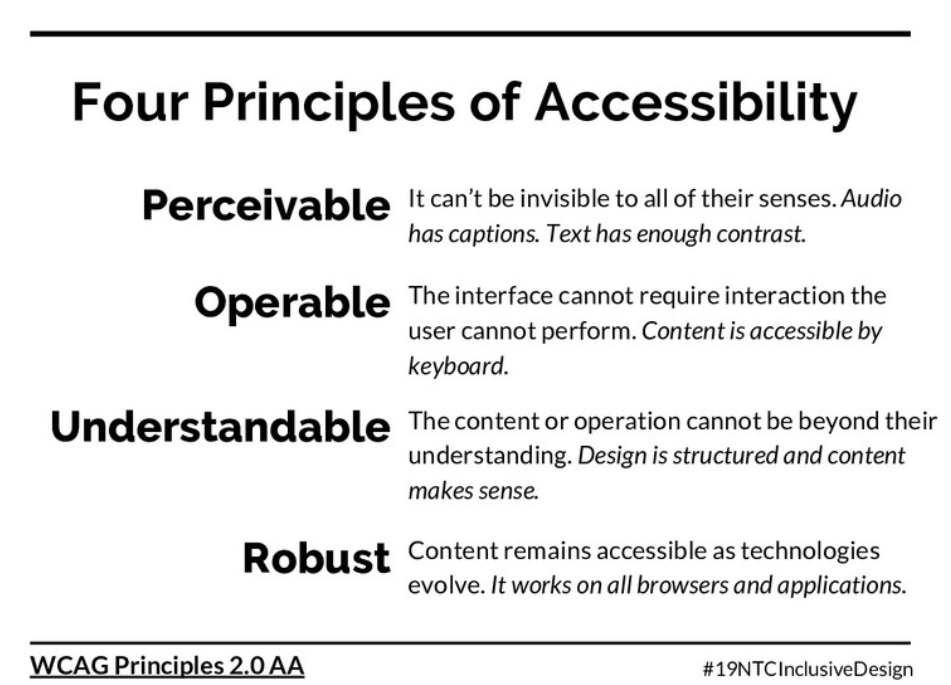 Four Principles of Accessibility
Perceivable
It can't be invisible to all of their senses. Audio
has captions. Text has enough contrast.
Operable
The interface cannot require interaction the
user cannot perform. Content is accessible by
keyboard.
Understandable
The content or operation cannot be beyond their
understanding. Design is structured and content
makes sense.
Robust
Content remains accessible as technologies
evolve. It works on all browsers and applications.
WCAG Principles 2.0 AA
#19NTCInclusiveDesign